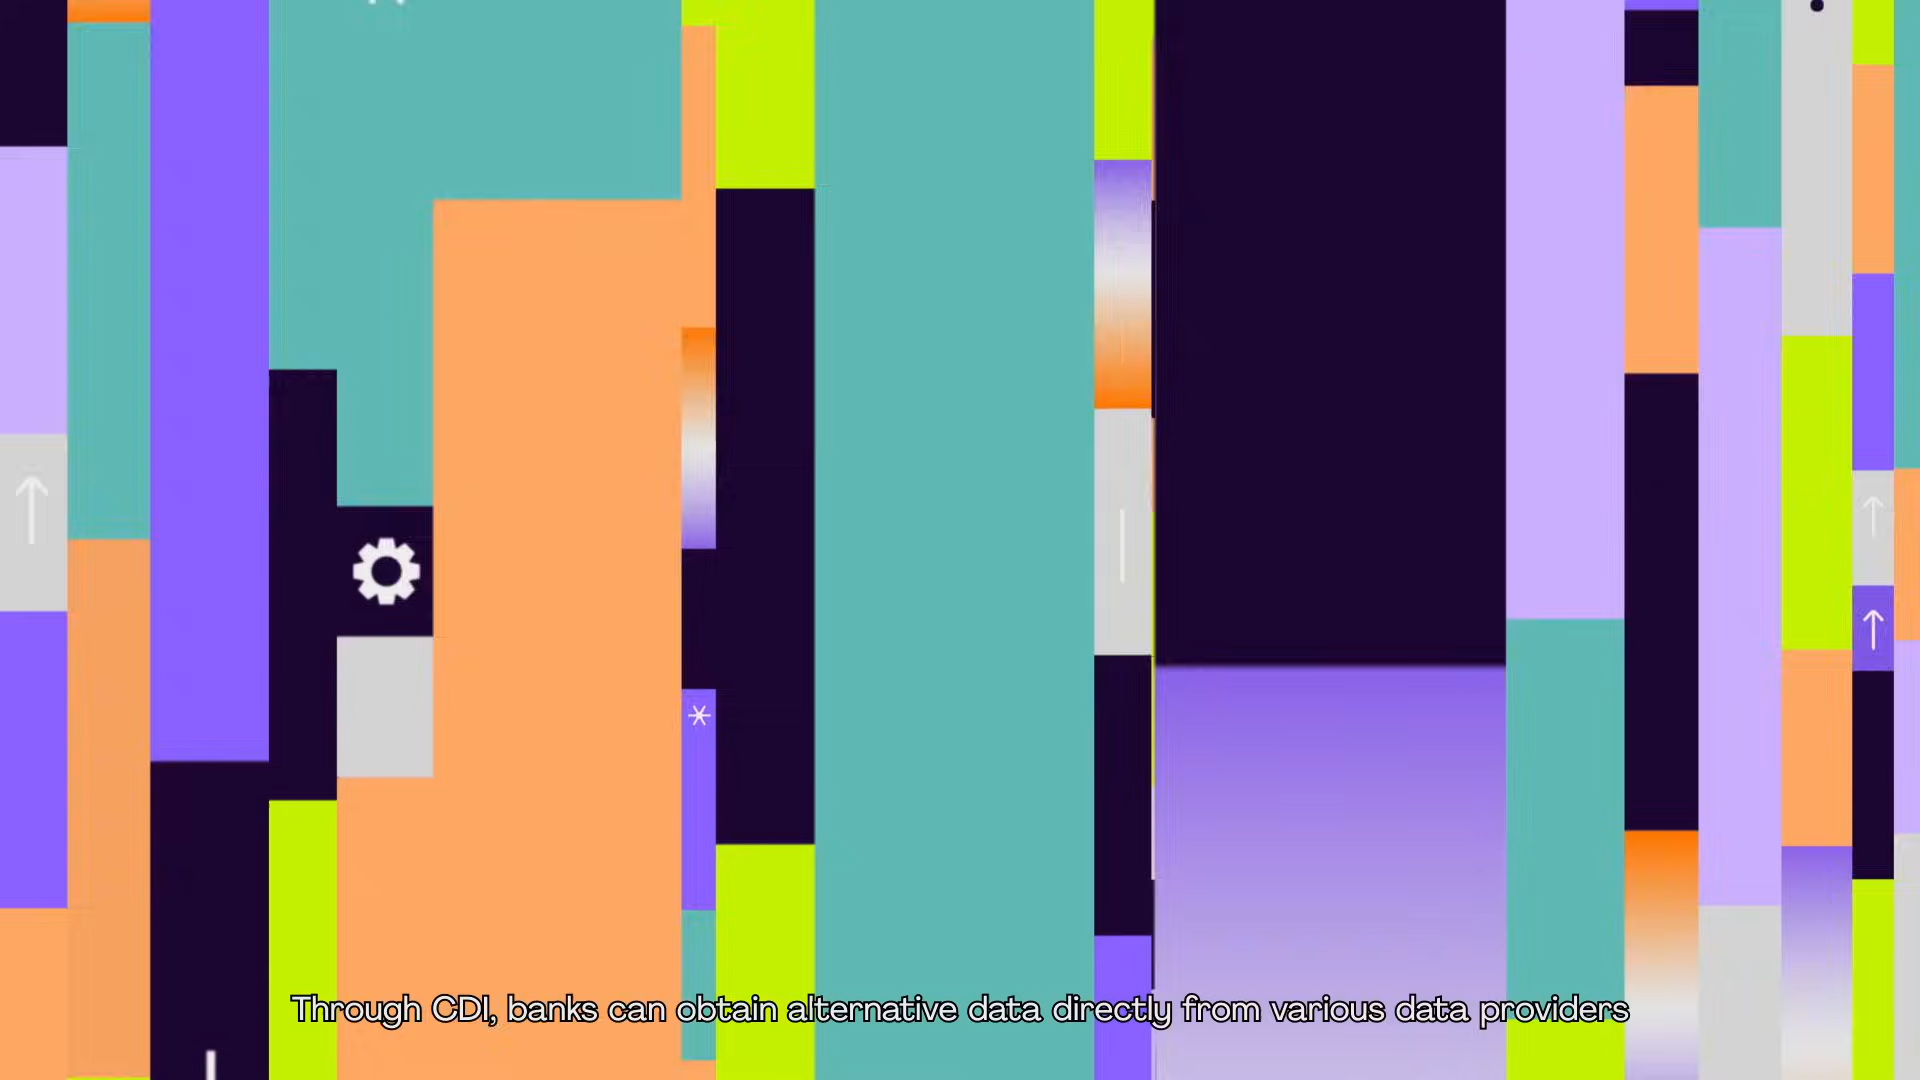 Through CDI, banks can obtain alternative data directly from various data providers